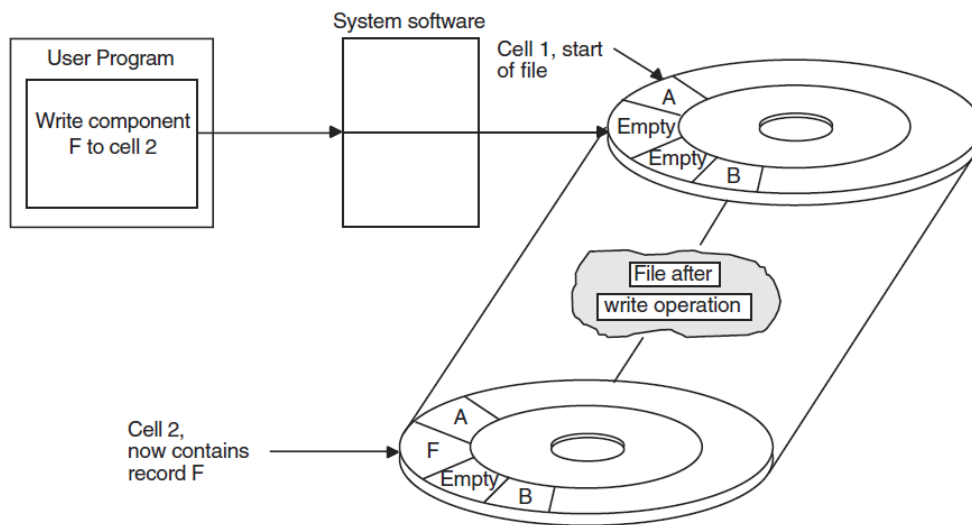 System software
User Program
Write component
F to cell 2
Cell 1, start
of file
A
Empty
Empty
B
File after
write operation
Cell 2,
now contains
record F
A
F
Empty
B